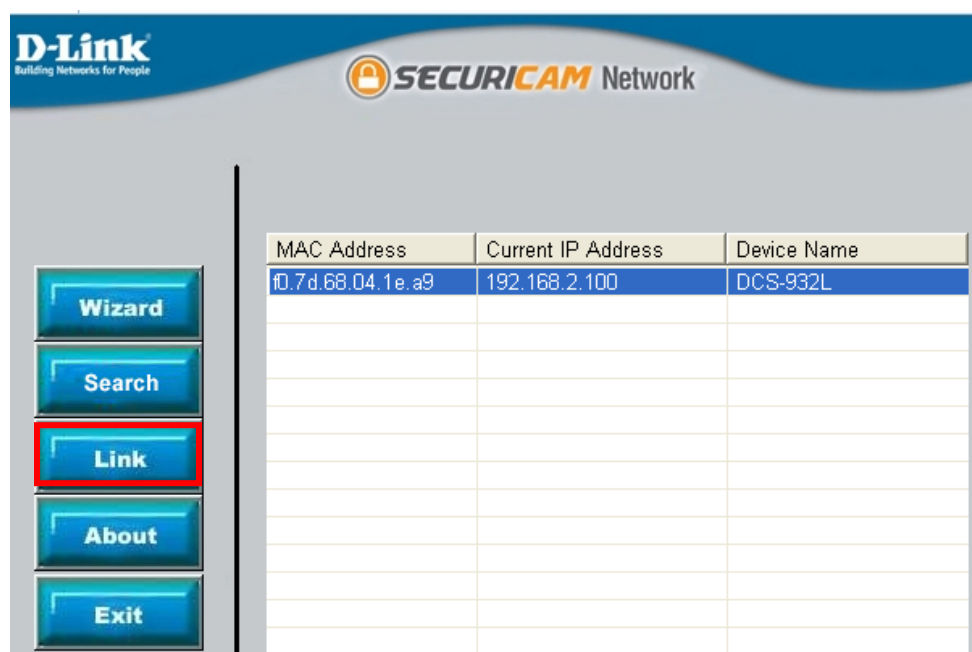 D-Link
Building Networks for People
SECURICAM Network
MAC Address Current IP Address Device Name
f0.7d.68.04.1e.a9 192.168.2.100 DCS-932L
Wizard
Search
Link
About
Exit